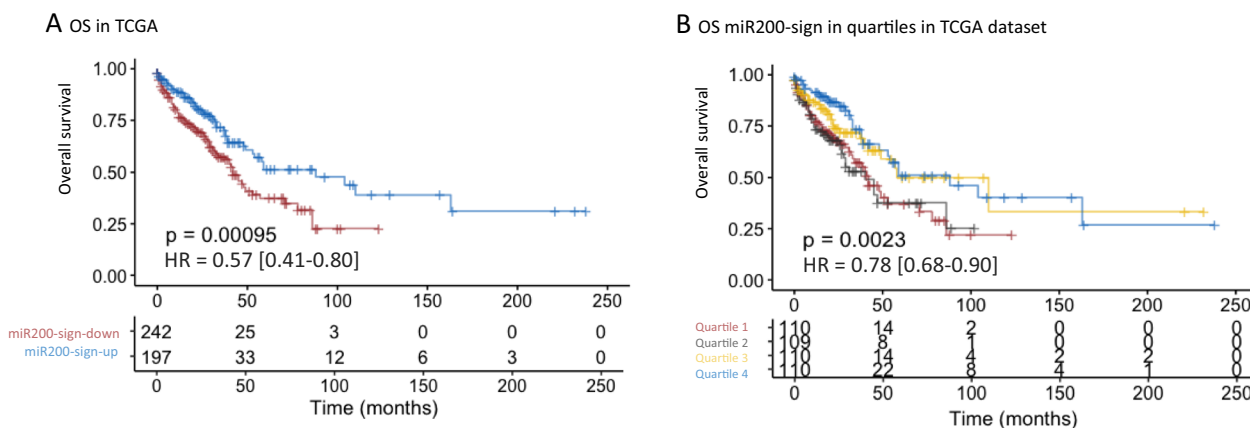 A OS in TCGA
Overall survival
1.00
0.75
0.50
0.25
0.00
p = 0.00095
HR = 0.57 [0.41-0.80]
0 50 100 150 200 250
miR200-sign-down 242 25 3 0 0 0
miR200-sign-up 197 33 12 6 3 0
0 50 100 150 200 250
Time (months)
B OS miR200-sign in quartiles in TCGA dataset
Overall survival
1.00
0.75
0.50
0.25
0.00
p = 0.0023
HR = 0.78 [0.68-0.90]
0 50 100 150 200 250
Quartile 1 110 14 2 0 0 0
Quartile 2 109 8 1 0 0 0
Quartile 3 110 14 4 2 2 0
Quartile 4 110 22 8 4 1 0
0 50 100 150 200 250
Time (months)